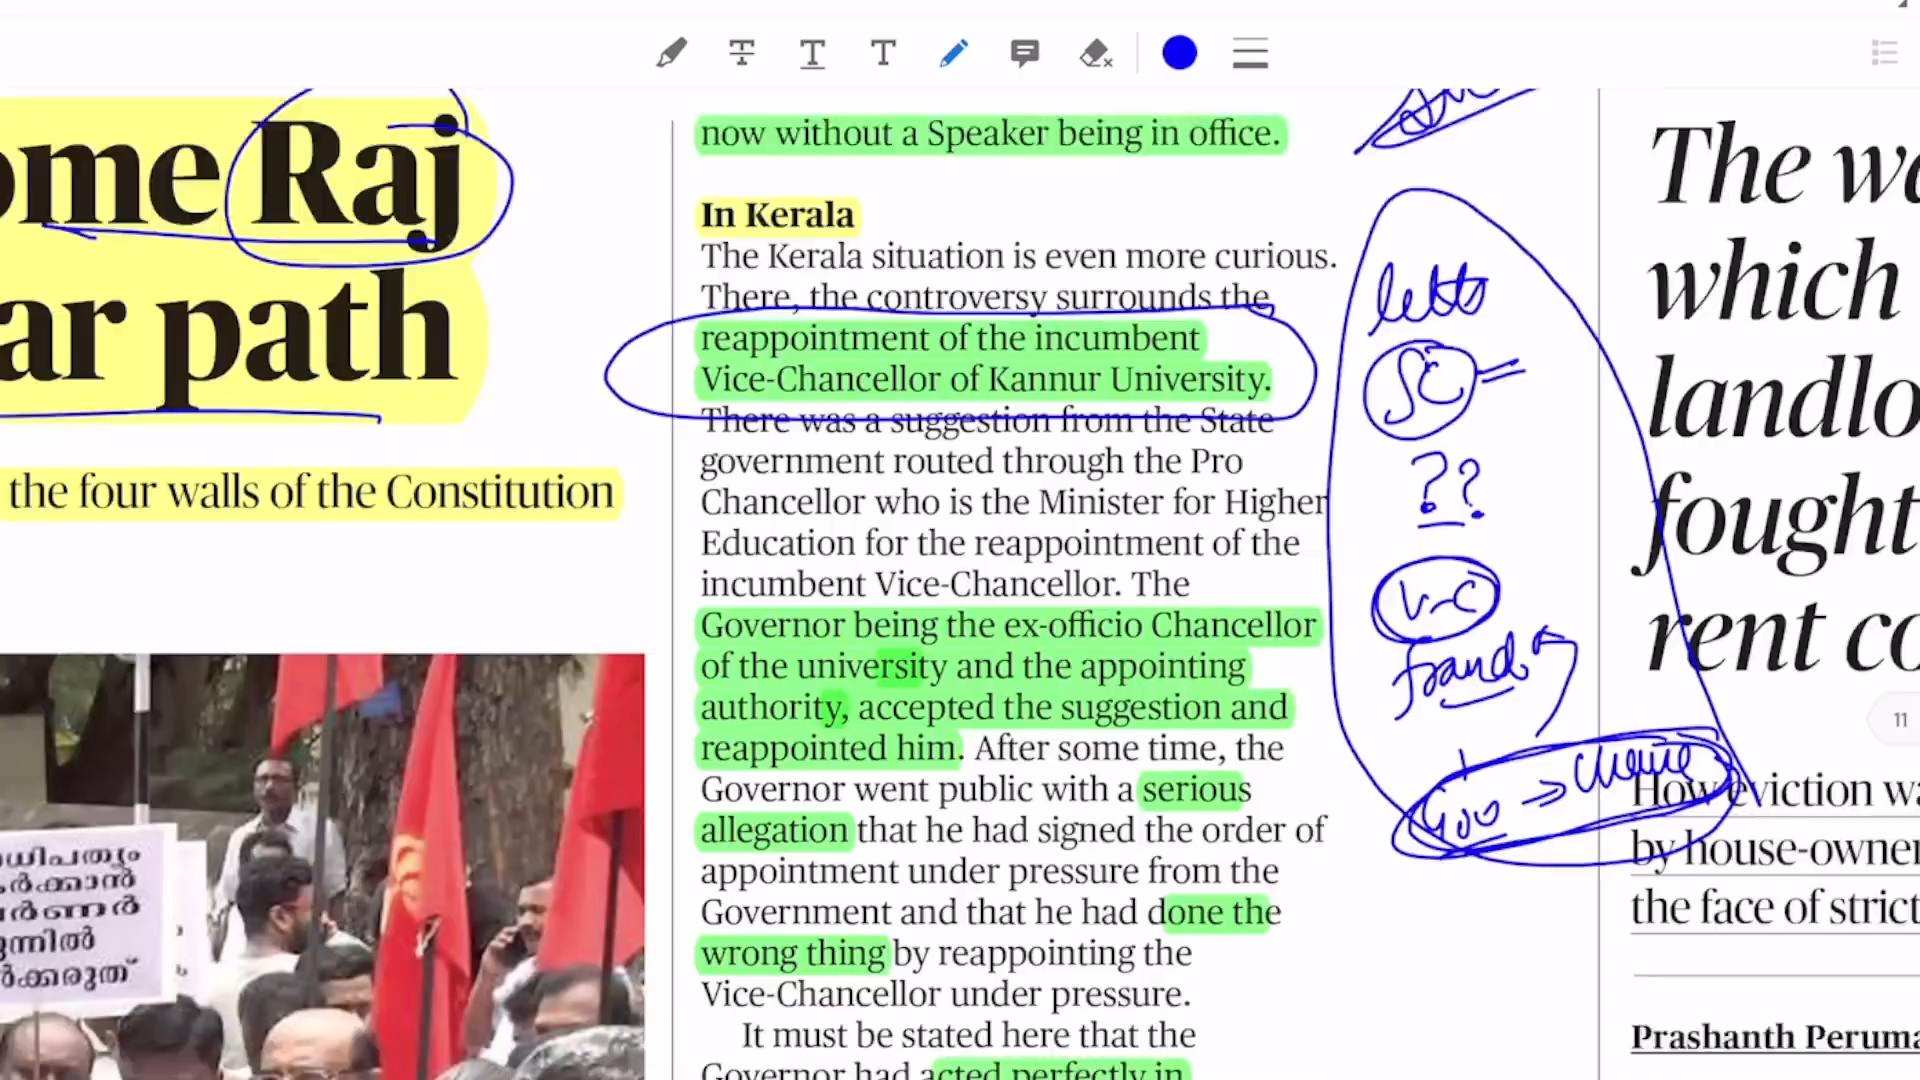 ome Raj
ar path
the four walls of the Constitution
ധിപത്യം
ർക്കാൻ
വർണർ
ന്നിൽ
ർക്കരുത്
now without a Speaker being in office.
In Kerala
The Kerala situation is even more curious.
There, the controversy surrounds the
reappointment of the incumbent
Vice-Chancellor of Kannur University.
There was a suggestion from the State
government routed through the Pro
Chancellor who is the Minister for Higher
Education for the reappointment of the
incumbent Vice-Chancellor. The
Governor being the ex-officio Chancellor
of the university and the appointing
authority, accepted the suggestion and
reappointed him. After some time, the
Governor went public with a serious
allegation that he had signed the order of
appointment under pressure from the
Government and that he had done the
wrong thing by reappointing the
Vice-Chancellor under pressure.
It must be stated here that the
Governor had acted perfectly in
SC
??
V-C
fraud
The wa
which
landlo
fought
rent co
11
How eviction wa
by house-owner
the face of strict
Prashanth Peruma